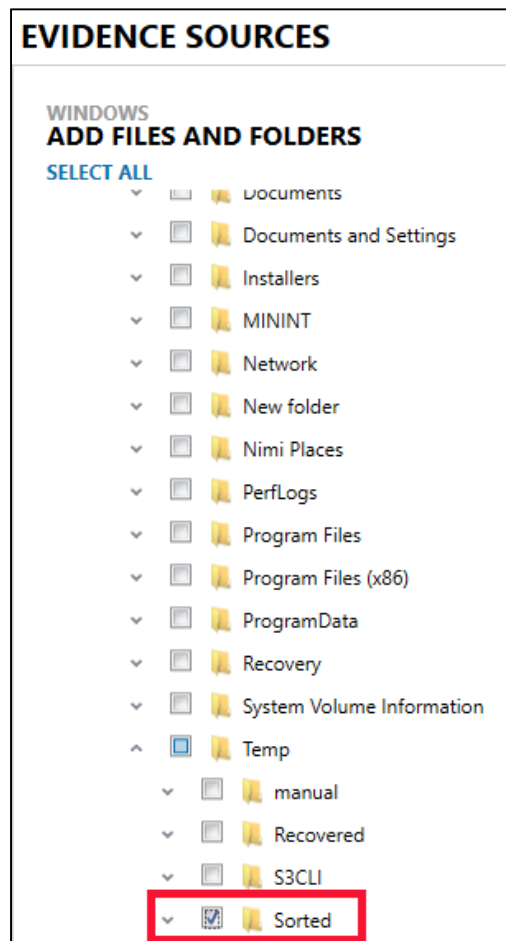 EVIDENCE SOURCES
WINDOWS
ADD FILES AND FOLDERS
SELECT ALL
Documents
Documents and Settings
Installers
MININT
Network
New folder
Nimi Places
PerfLogs
Program Files
Program Files (x86)
ProgramData
Recovery
System Volume Information
Temp
manual
Recovered
S3CLI
Sorted